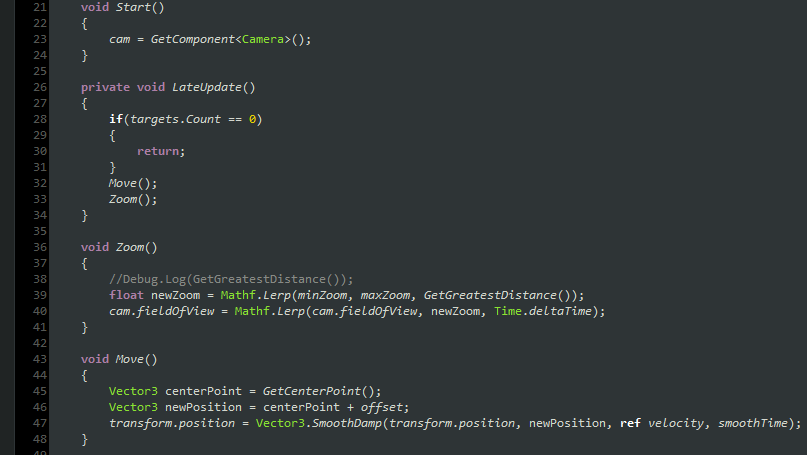 21 void Start()
22 {
23 cam = GetComponent<Camera>();
24 }
25
26 private void LateUpdate()
27 {
28 if(targets.Count == 0)
29 {
30 return;
31 }
32 Move();
33 Zoom();
34 }
35
36 void Zoom()
37 {
38 //Debug.Log(GetGreatestDistance());
39 float newZoom = Mathf.Lerp(minZoom, maxZoom, GetGreatestDistance());
40 cam.fieldOfView = Mathf.Lerp(cam.fieldOfView, newZoom, Time.deltaTime);
41 }
42
43 void Move()
44 {
45 Vector3 centerPoint = GetCenterPoint();
46 Vector3 newPosition = centerPoint + offset;
47 transform.position = Vector3.SmoothDamp(transform.position, newPosition, ref velocity, smoothTime);
48 }